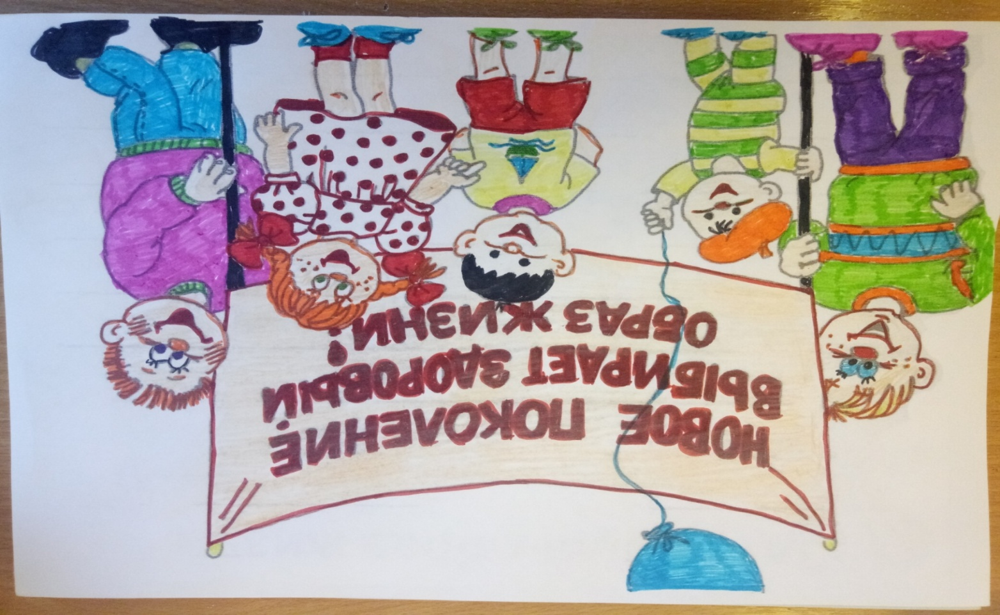 НОВОЕ ПОКОЛЕНИЕ
ВЫБИРАЕТ ЗДОРОВЫЙ
ОБРАЗ ЖИЗНИ!